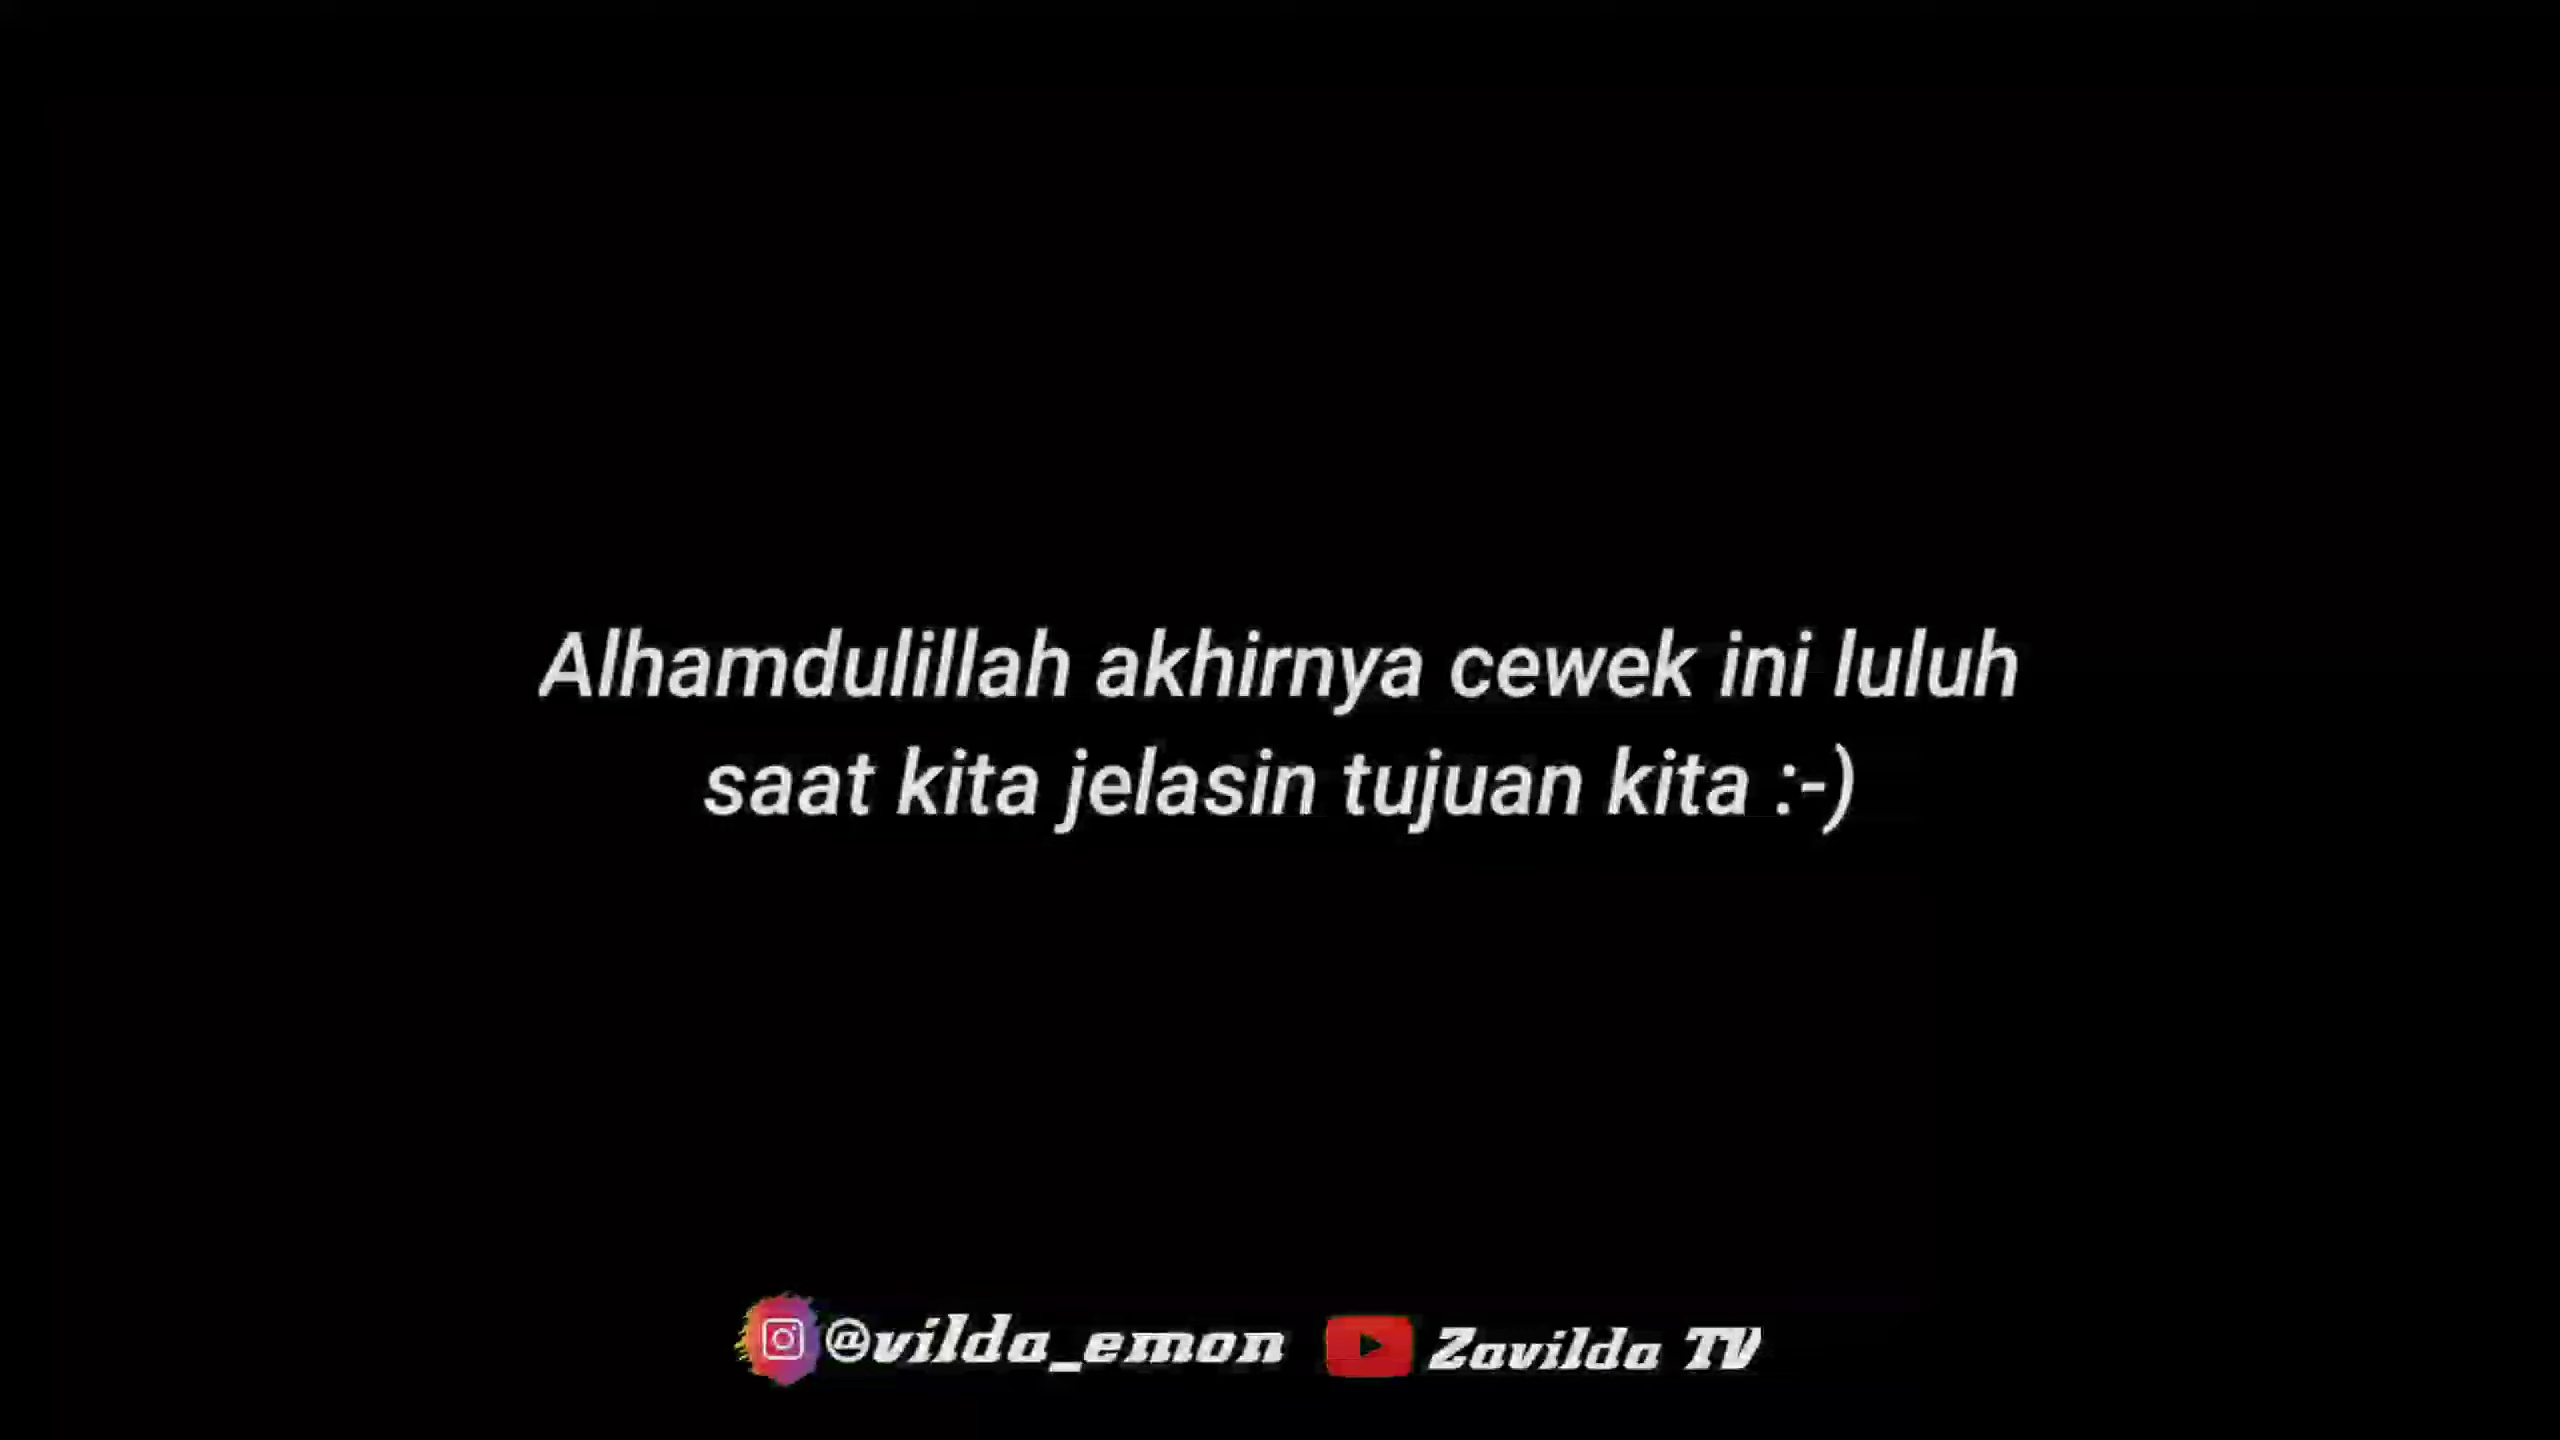 Alhamdulillah akhirnya cewek ini luluh
saat kita jelasin tujuan kita :-)
@vilda_emon Zavilda TV